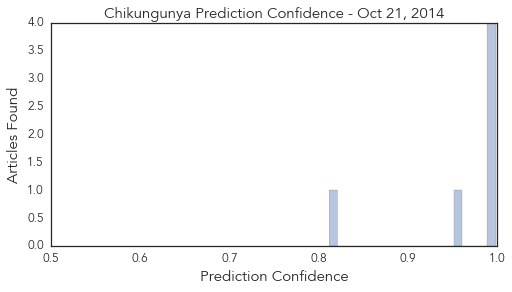 Chikungunya Prediction Confidence - Oct 21, 2014
4.0
3.5
3.0
2.5
2.0
1.5
1.0
0.5
0.0
Articles Found
0.5 0.6 0.7 0.8 0.9 1.0
Prediction Confidence